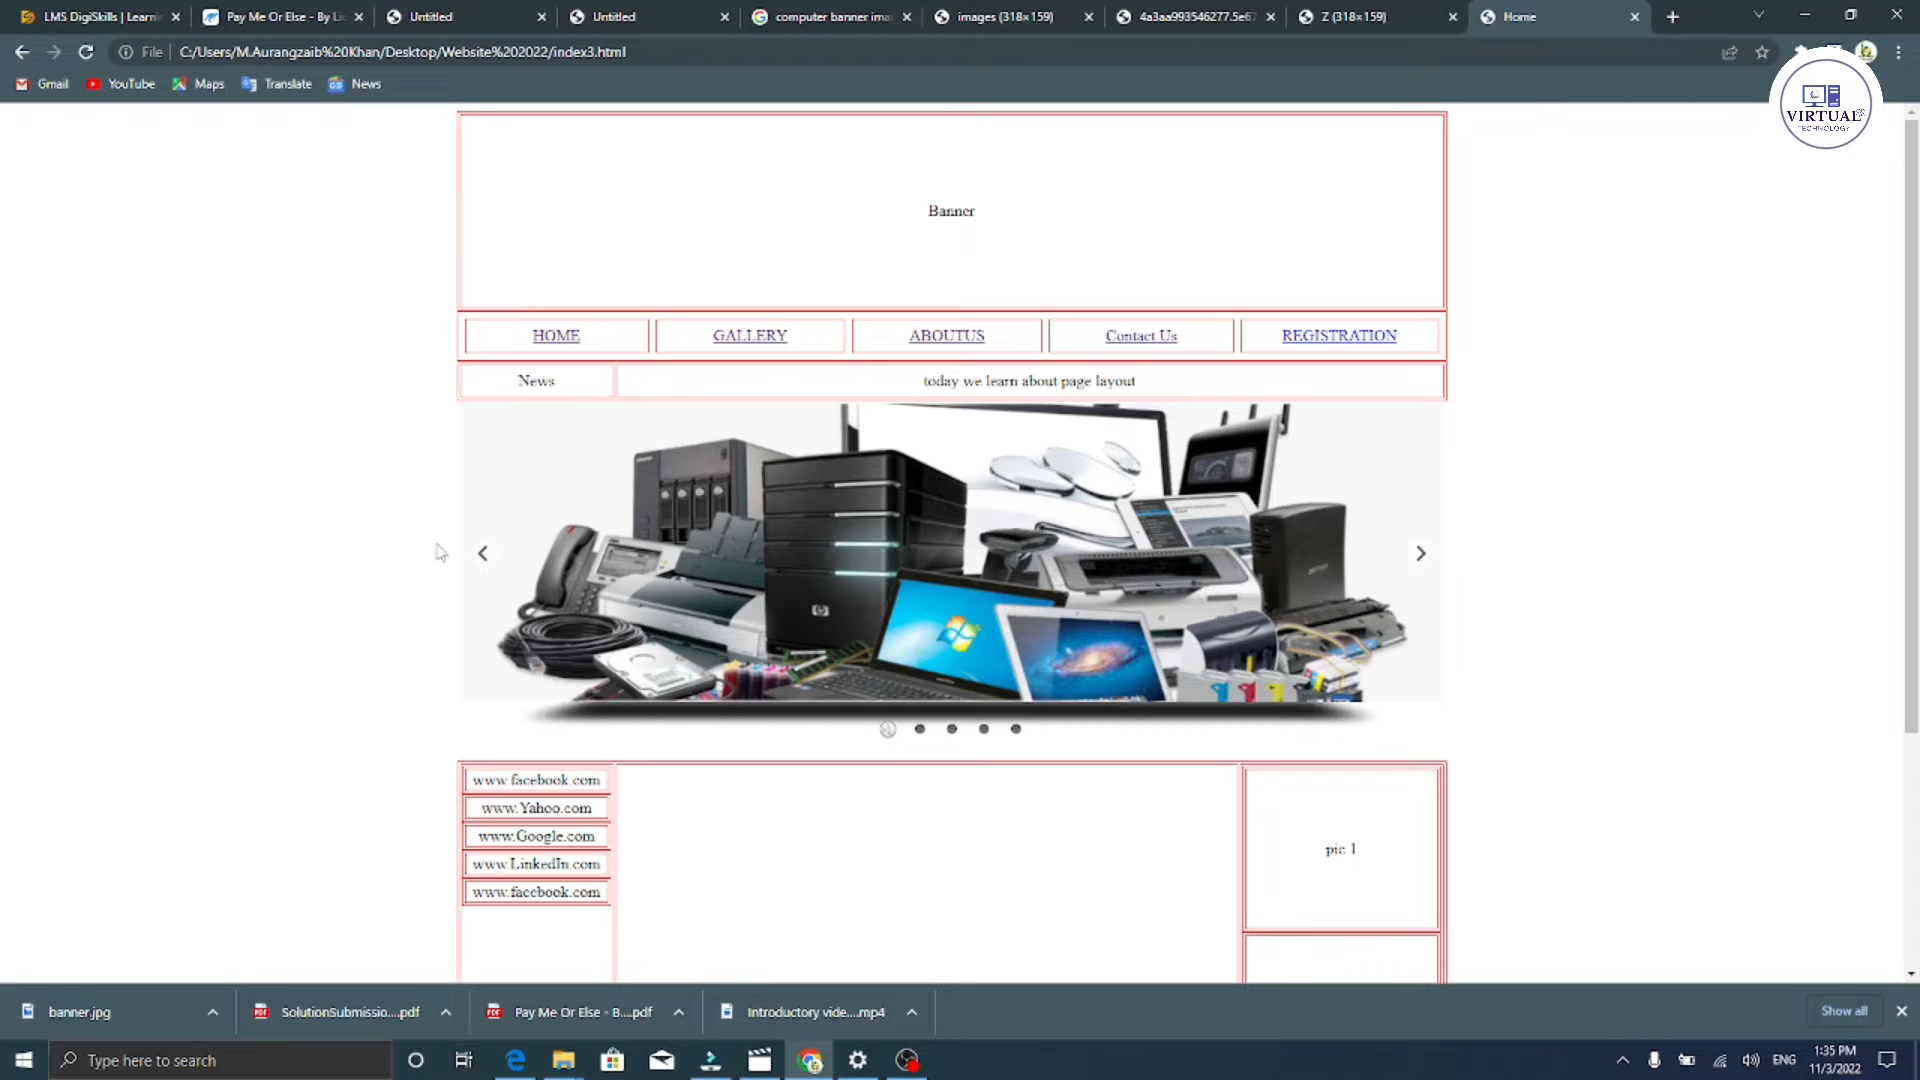 LMS DigiSkills | Learni
Pay Me Or Else - By Li
Untitled
Untitled
computer banner ima
images (318×159)
4a3aa993546277.5e67
Z (318×159)
Home
File
C:/Users/M.Aurangzaib%20Khan/Desktop/Website%202022/index3.html
Gmail
YouTube
Maps
Translate
News
VIRTUAL
TECHNOLOGY
Banner
HOME
GALLERY
ABOUTUS
Contact Us
REGISTRATION
News
today we learn about page layout
www.facebook.com
www.Yahoo.com
www.Google.com
www.LinkedIn.com
www.facebook.com
pic 1
banner.jpg
SolutionSubmissio....pdf
Pay Me Or Else - B....pdf
Introductory vide....mp4
Show all
Type here to search
ENG
1:35 PM
11/3/2022